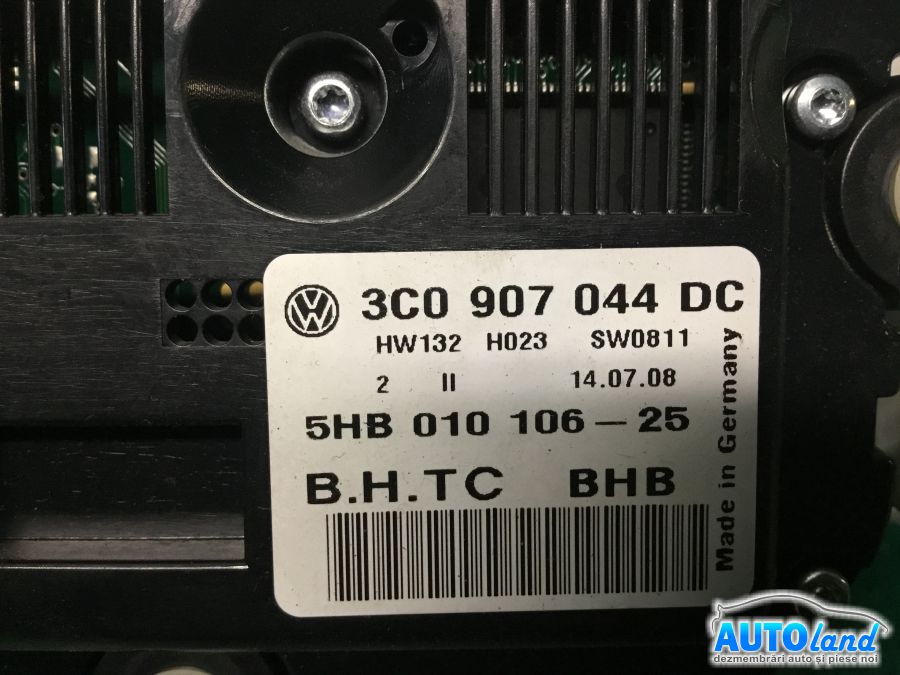 3C0 907 044 DC
HW132 H023 SW0811
2 II 14.07.08
5HB 010 106-25
B.H.TC BHB
Made in Germany
AUTOland
dezmembrări auto și piese noi